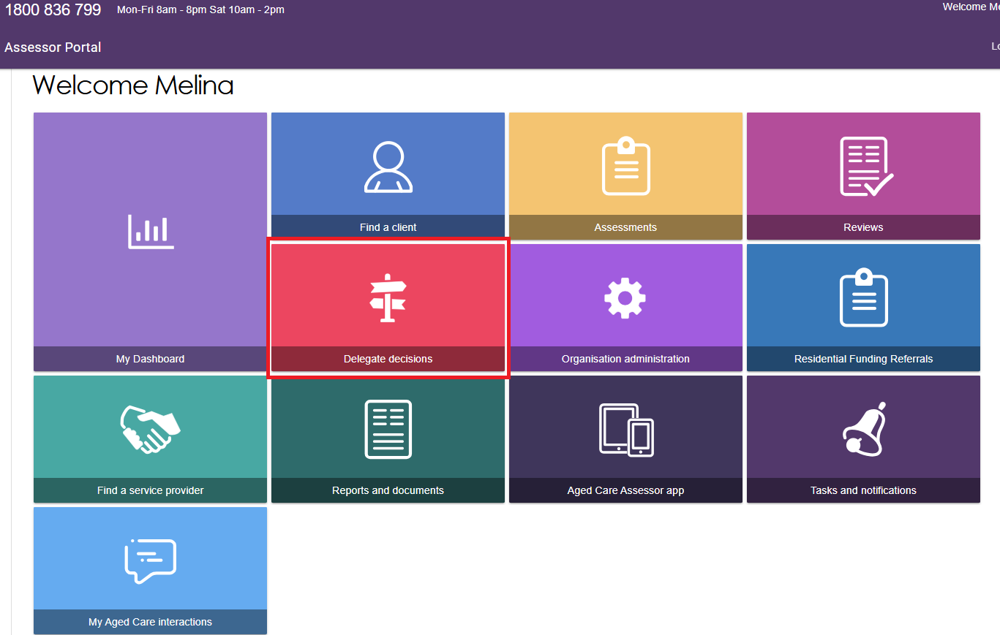 1800 836 799 Mon-Fri 8am - 8pm Sat 10am - 2pm Welcome Me
Assessor Portal Lo
Welcome Melina
Find a client Assessments Reviews
My Dashboard Delegate decisions Organisation administration Residential Funding Referrals
Find a service provider Reports and documents Aged Care Assessor app Tasks and notifications
My Aged Care interactions